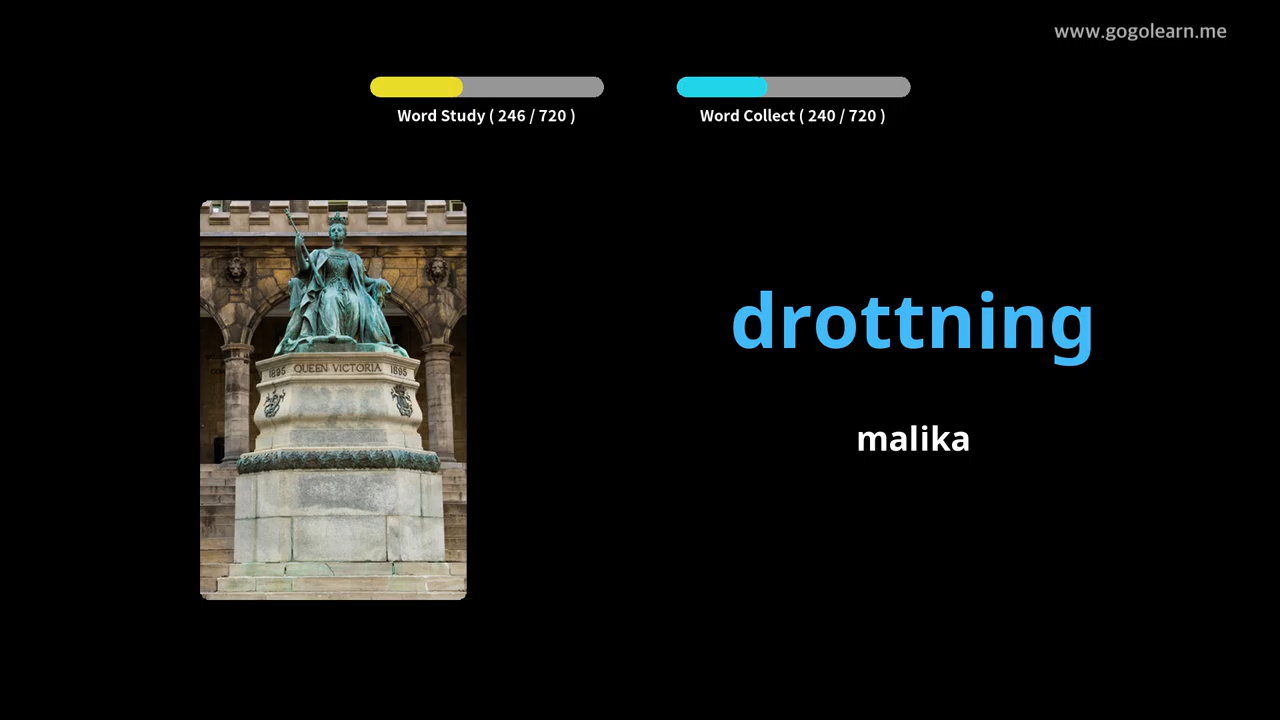 www.gogolearn.me
Word Study ( 246 / 720 )
Word Collect ( 240 / 720 )
1895 QUEEN VICTORIA 1895
drottning
malika